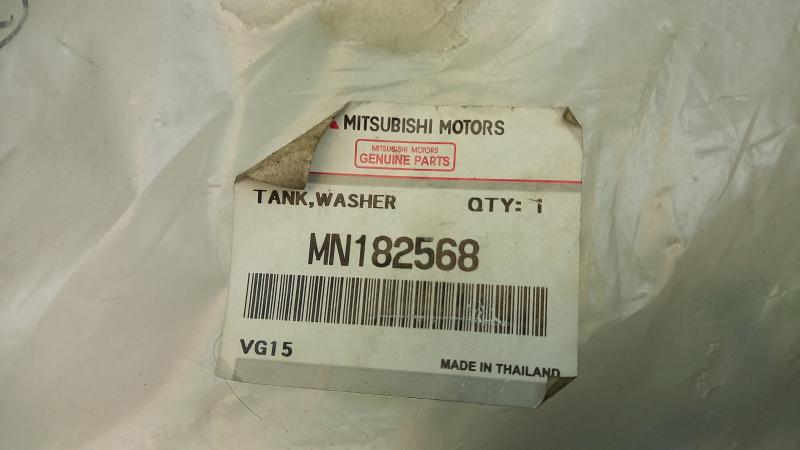 MITSUBISHI MOTORS
MITSUBISHI MOTORS
GENUINE PARTS
TANK,WASHER QTY: 1
MN182568
VG15
MADE IN THAILAND